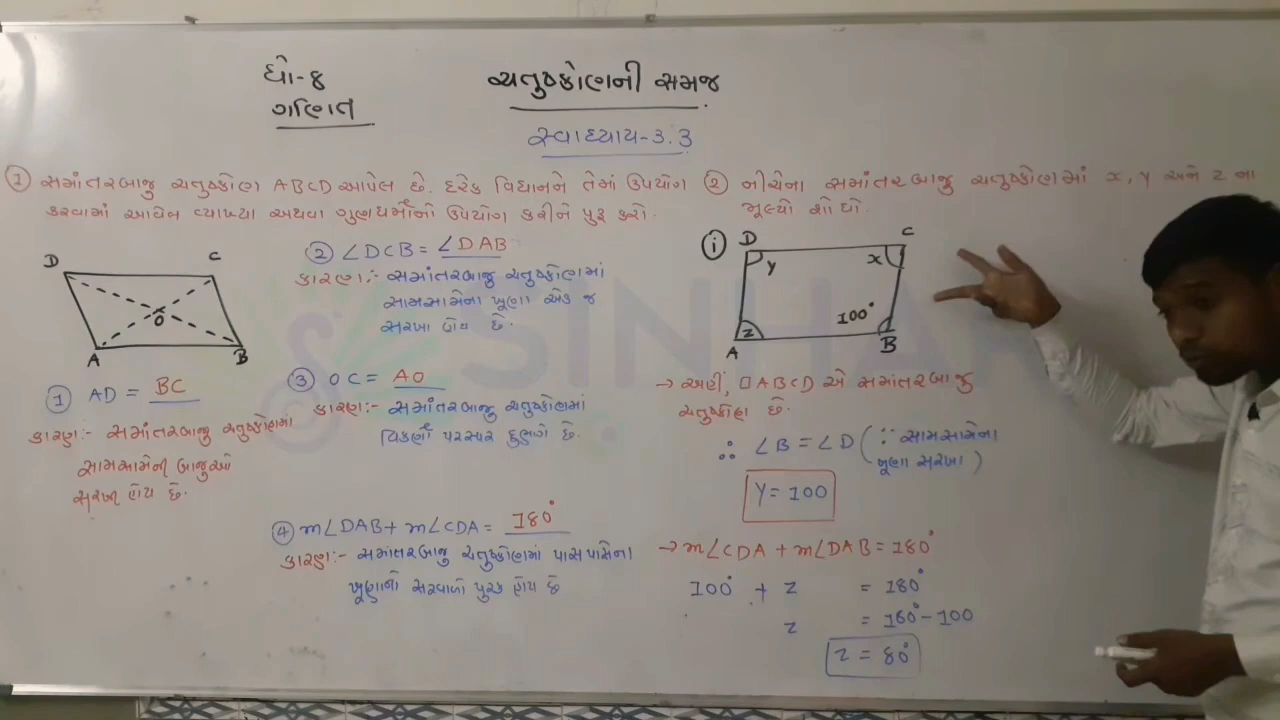 ધો-૪
ગણિત
ચતુષ્કોણની સમજ
સ્વાધ્યાય-૩.૩
① સમાંતરબાજુ ચતુષ્કોણ ABCD આપેલ છે. દરેક વિધાનને તેમાં ઉપયોગ
કરવામાં આવેલ વ્યાખ્યા અથવા ગુણધર્મોનો ઉપયોગ કરીને પુરૂ કરો.
D C
O
A B
① AD = BC
કારણ:- સમાંતરબાજુ ચતુષ્કોણમાં
સામસામેની બાજુઓ
સરખી હોય છે.
② ∠DCB = ∠DAB
કારણ:- સમાંતરબાજુ ચતુષ્કોણમાં
સામસામેના ખૂણા એક જ
સરખા હોય છે.
③ OC = AO
કારણ:- સમાંતરબાજુ ચતુષ્કોણમાં
વિકર્ણો પરસ્પર દુભાગે છે.
④ m∠DAB + m∠CDA = 180°
કારણ:- સમાંતરબાજુ ચતુષ્કોણમાં પાસપાસેના
ખૂણાનો સરવાળો પુરક હોય છે
② નીચેના સમાંતરબાજુ ચતુષ્કોણમાં x, y અને z ના
મૂલ્યો શોધો.
ⓘ D C
y x
100°
z
A B
→ અહીં, □ABCD એ સમાંતરબાજુ
ચતુષ્કોણ છે.
∴ ∠B = ∠D (∵ સામસામેના
ખૂણા સરખા)
y = 100
→ m∠CDA + m∠DAB = 180°
100° + z = 180°
z = 180° - 100
z = 80°
SINHAR